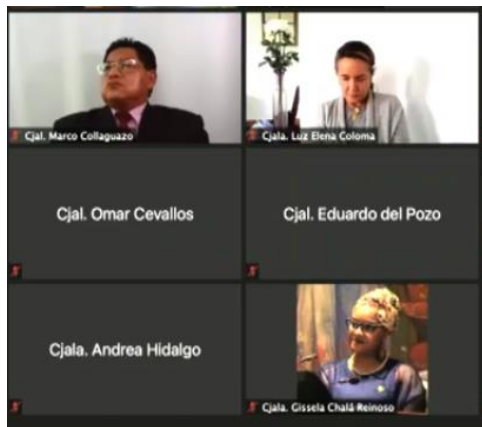 Cjal. Marco Collaguazo
Cjala. Luz Elena Coloma
Cjal. Omar Cevallos
Cjal. Eduardo del Pozo
Cjala. Andrea Hidalgo
Cjala. Gissela Chalá Reinoso